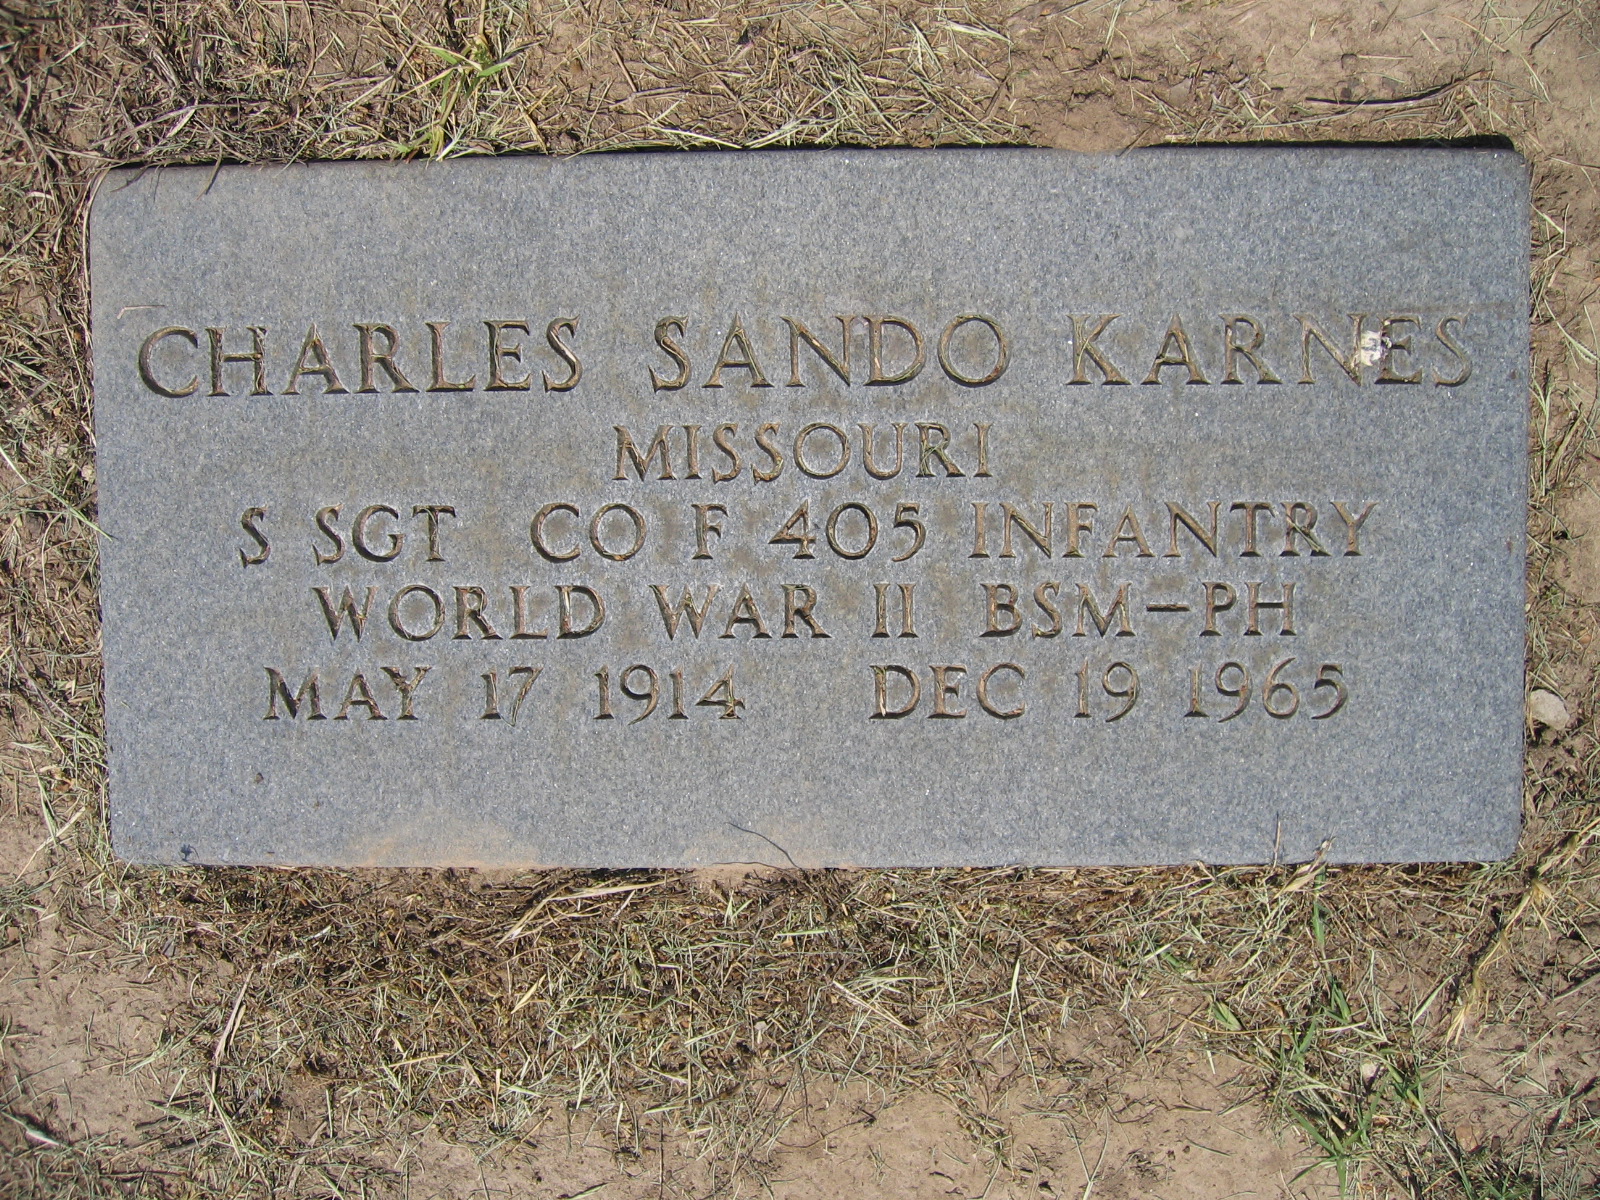 CHARLES SANDO KARNES
MISSOURI
S SGT CO F 405 INFANTRY
WORLD WAR II BSM-PH
MAY 17 1914 DEC 19 1965